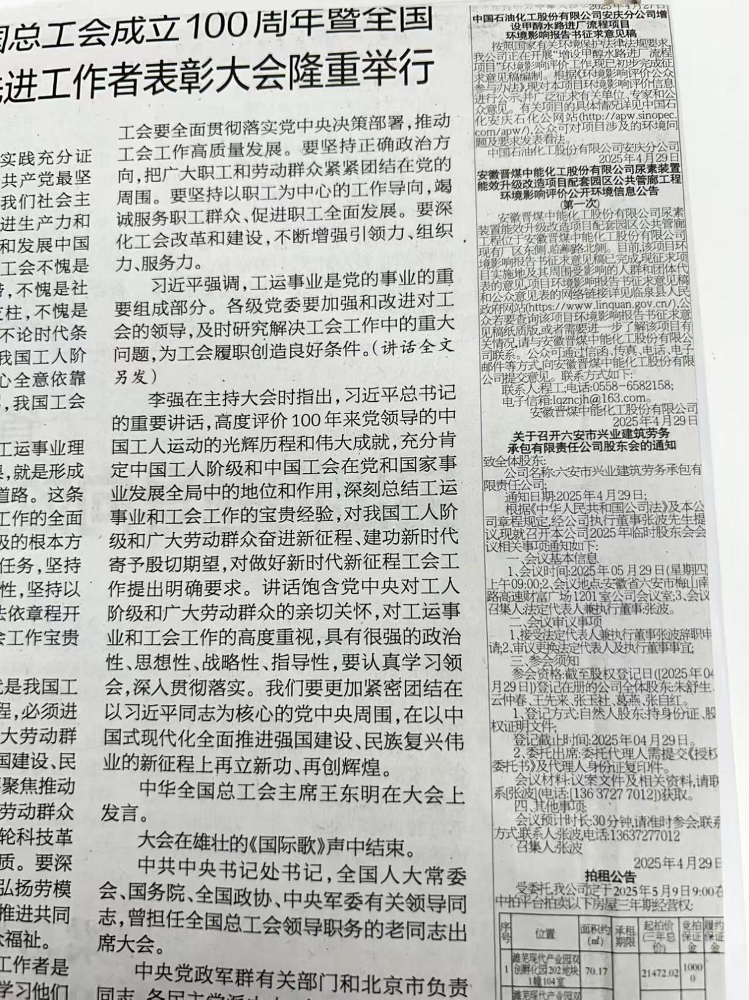 国总工会成立100周年暨全国
先进工作者表彰大会隆重举行
实践充分证
共产党最坚
我们社会主
进生产力和
和发展中国
工会不愧是
带,不愧是社
支柱,不愧是
不论时代条
我国工人阶
心全意依靠
,我国工会
工运事业理
果,就是形成
道路。这条
工作的全面
级的根本方
任务,坚持
性,坚持以
法依章程开
会工作宝贵
代是我国工
程,必须进
大劳动群
国建设、民
聚焦推动
劳动群众
轮科技革
质。要深
弘扬劳模
推进共同
众福祉。
工作者是
学习他们
工会要全面贯彻落实党中央决策部署,推动
工会工作高质量发展。要坚持正确政治方
向,把广大职工和劳动群众紧紧团结在党的
周围。要坚持以职工为中心的工作导向,竭
诚服务职工群众、促进职工全面发展。要深
化工会改革和建设,不断增强引领力、组织
力、服务力。
习近平强调,工运事业是党的事业的重
要组成部分。各级党委要加强和改进对工
会的领导,及时研究解决工会工作中的重大
问题,为工会履职创造良好条件。(讲话全文
另发)
李强在主持大会时指出,习近平总书记
的重要讲话,高度评价100年来党领导的中
国工人运动的光辉历程和伟大成就,充分肯
定中国工人阶级和中国工会在党和国家事
业发展全局中的地位和作用,深刻总结工运
事业和工会工作的宝贵经验,对我国工人阶
级和广大劳动群众奋进新征程、建功新时代
寄予殷切期望,对做好新时代新征程工会工
作提出明确要求。讲话饱含党中央对工人
阶级和广大劳动群众的亲切关怀,对工运事
业和工会工作的高度重视,具有很强的政治
性、思想性、战略性、指导性,要认真学习领
会,深入贯彻落实。我们要更加紧密团结在
以习近平同志为核心的党中央周围,在以中
国式现代化全面推进强国建设、民族复兴伟
业的新征程上再立新功、再创辉煌。
中华全国总工会主席王东明在大会上
发言。
大会在雄壮的《国际歌》声中结束。
中共中央书记处书记,全国人大常委
会、国务院、全国政协、中央军委有关领导同
志,曾担任全国总工会领导职务的老同志出
席大会。
中央党政军群有关部门和北京市负责
2025年4月27日
中国石油化工股份有限公司安庆分公司增
设甲醇水路进厂流程项目
环境影响报告书征求意见稿
按照国家有关环境保护法律法规要求,
我公司正在开展“增设甲醇水路进厂流程
项目”环境影响评价工作,现已初步完成征
求意见稿编制。根据《环境影响评价公众
参与办法》,现对本项目环境影响评价信息
进行公示,并广泛征求有关单位、专家和公
众意见。有关项目的具体情况详见中国石
化安庆石化公网站(http://apw.sinopec.
com/apw/),公众可对项目涉及的环境问
题及要求发表看法。
中国石油化工股份有限公司安庆分公司
2025年4月29日
安徽晋煤中能化工股份有限公司尿素装置
能效升级改造项目配套园区公共管廊工程
环境影响评价公开环境信息公告
(第一次)
安徽晋煤中能化工股份有限公司尿素
装置能效升级改造项目配套园区公共管廊
工程位于安徽晋煤中能化工股份有限公司
现有厂区东侧,临鲖路北侧。目前,该项目环
境影响报告书征求意见稿已完成,现征求项
目实施地及其周围受影响的人群和团体代
表的意见,项目环境影响报告书征求意见稿
和公众意见表的网络链接详见临泉县人民
政府网站(https://www.linquan.gov.cn/),公
众若要查询该项目环境影响报告书征求意
见稿纸质版,或者需要进一步了解该项目有
关情况,请与安徽晋煤中能化工股份有限公
司联系。公众可通过信函、传真、电话、电子
邮件等方式,向安徽晋煤中能化工股份有限
公司提交意见。联系方式如下:
联系人:程工;电话:0558-6582158;
电子信箱:lqzncjh@163.com。
安徽晋煤中能化工股份有限公司
2025年4月29日
关于召开六安市兴业建筑劳务
承包有限责任公司股东会的通知
致全体股东:
公司名称:六安市兴业建筑劳务承包有
限责任公司;
通知日期:2025年4月29日;
根据《中华人民共和国公司法》及本公
司章程规定,经公司执行董事张波先生提
议,现就召开本公司2025年临时股东会会
议相关事项通知如下:
一、会议基本信息
1、会议时间:2025年05月29日(星期四)
上午09:00;2、会议地点:安徽省六安市梅山南
路高速财富广场1201室公司会议室;3、会议
召集人:法定代表人兼执行董事:张波。
二、会议审议事项
1、接受法定代表人兼执行董事张波辞职申
请;2、审议更换法定代表人及执行董事事宜;
三、参会须知
参会资格:截至股权登记日([2025年04
月29日])登记在册的公司全体股东:朱舒生、
云仲春、王先来、张玉社、葛燕、张自红。
1、登记方式:自然人股东:持身份证、股
权证明文件;
登记截止时间:2025年04月29日。
2、委托出席:委托代理人需提交《授权
委托书》及代理人身份证复印件。
会议材料:议案文件及相关资料,请联
系[张波](电话:[136 3727 7012])获取。
四、其他事项:
会议预计时长:30分钟,请准时参会;联系
方式:联系人:张波,电话:13637277012
召集人:张波
2025年4月29日
拍租公告
受委托,我公司定于2025年5月9日9:00在
中拍平台拍卖以下房屋三年期经营权:
序号 位置 面积约(㎡) 承租期限 起拍价(三年总价) 竞拍保证金 履约保证金
1 濉芜现代产业园双创孵化园202地块1幢104室 70.17 21472.02 10000
濉芜现代产业园双